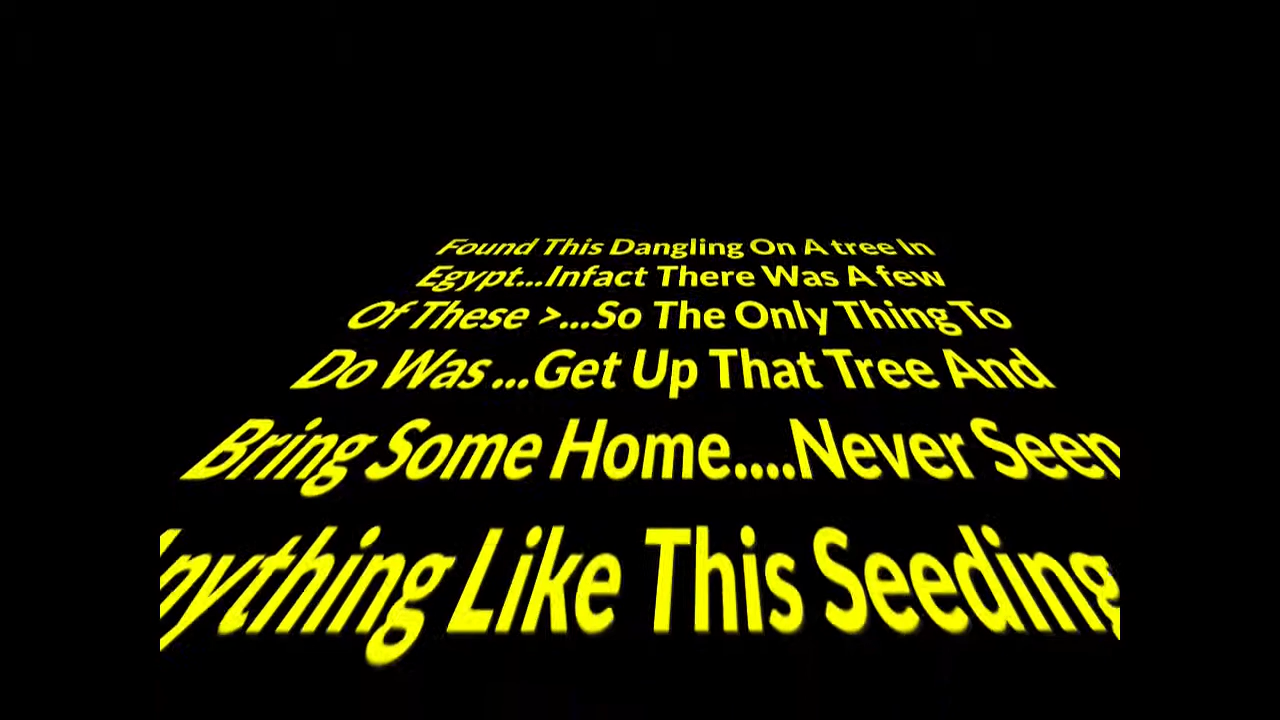 Found This Dangling On A tree In
Egypt...Infact There Was A few
Of These >...So The Only Thing To
Do Was ...Get Up That Tree And
Bring Some Home....Never Seen
Anything Like This Seeding